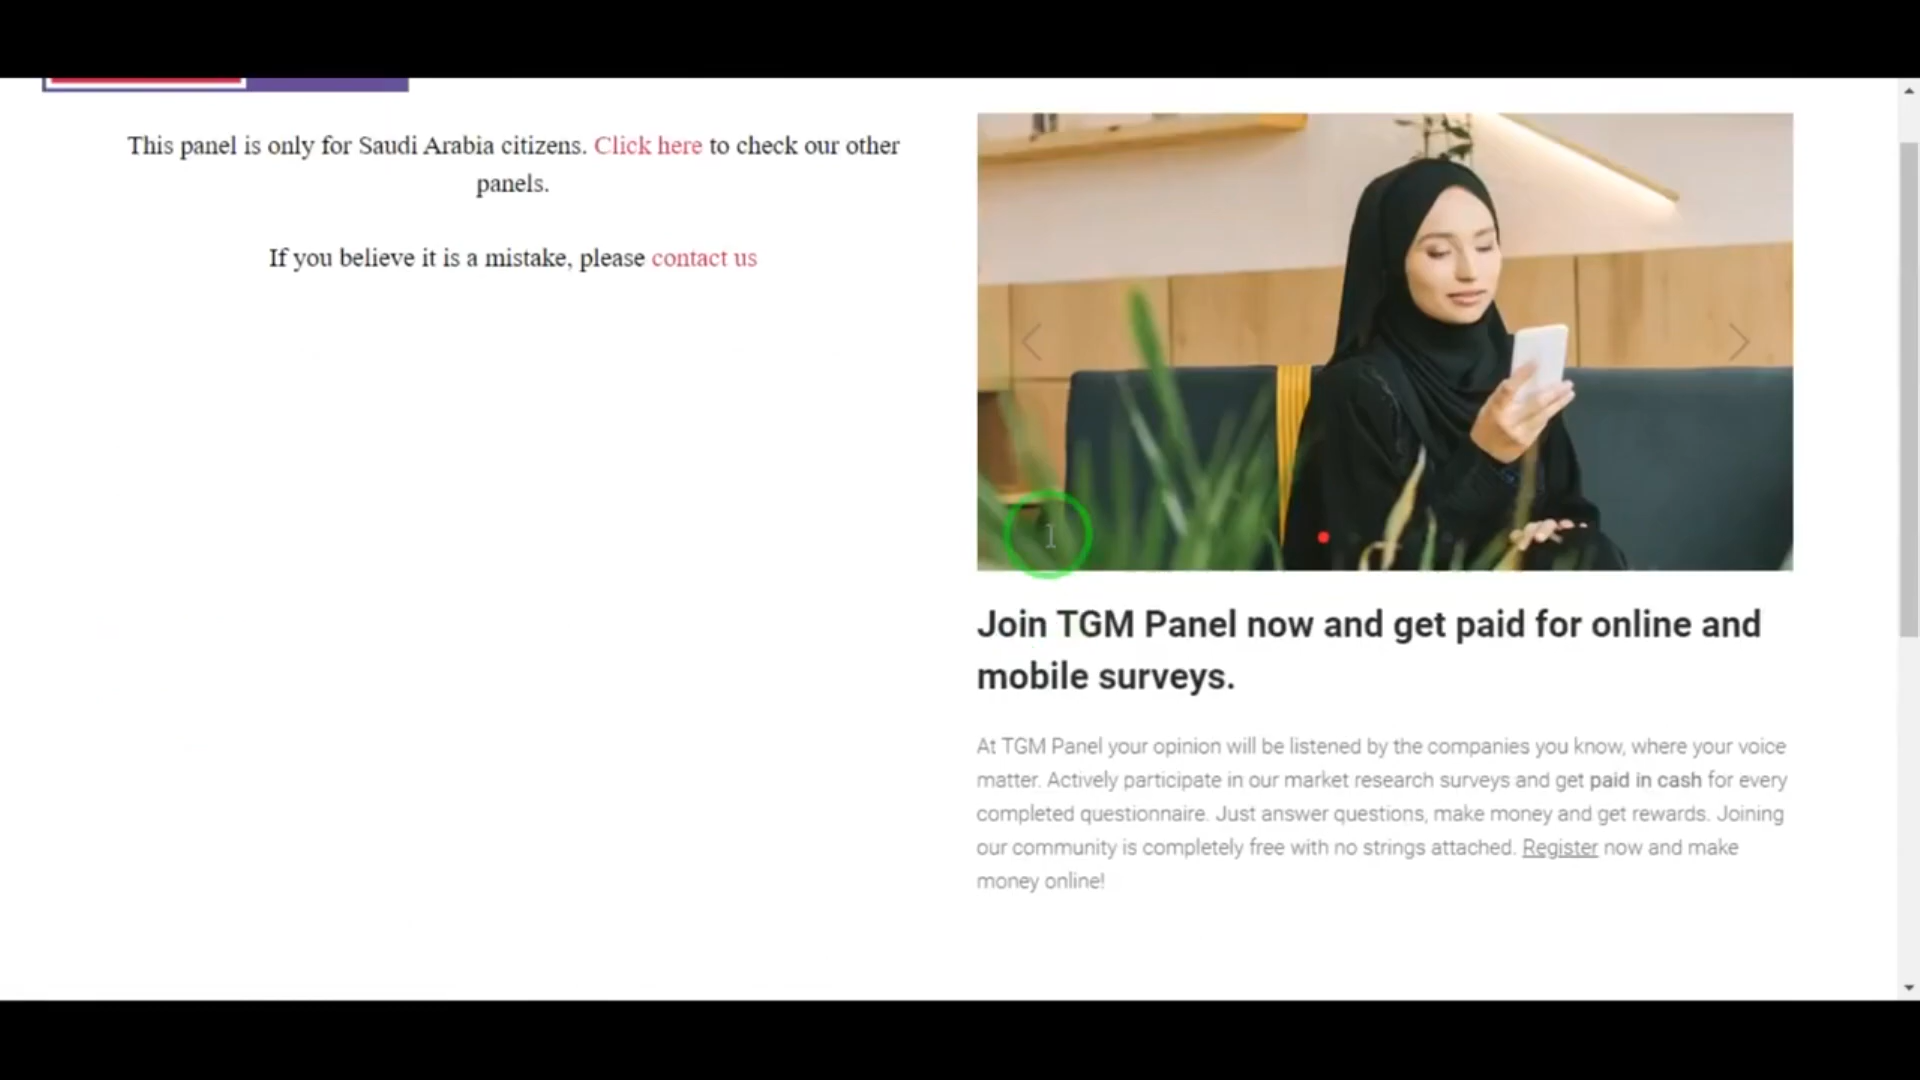 This panel is only for Saudi Arabia citizens. Click here to check our other
panels.
If you believe it is a mistake, please contact us
Join TGM Panel now and get paid for online and
mobile surveys.
At TGM Panel your opinion will be listened by the companies you know, where your voice
matter. Actively participate in our market research surveys and get paid in cash for every
completed questionnaire. Just answer questions, make money and get rewards. Joining
our community is completely free with no strings attached. Register now and make
money online!